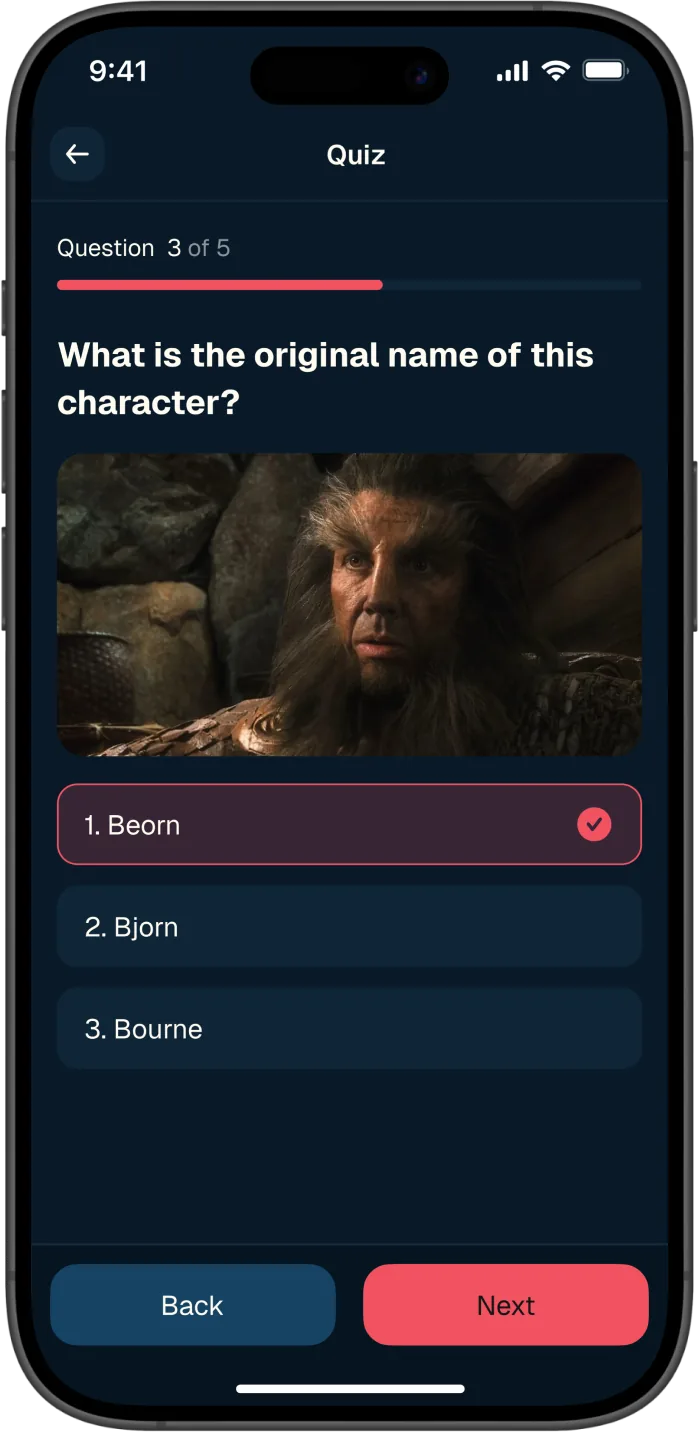 9:41
Quiz
Question 3 of 5
What is the original name of this
character?
1. Beorn
2. Bjorn
3. Bourne
Back
Next